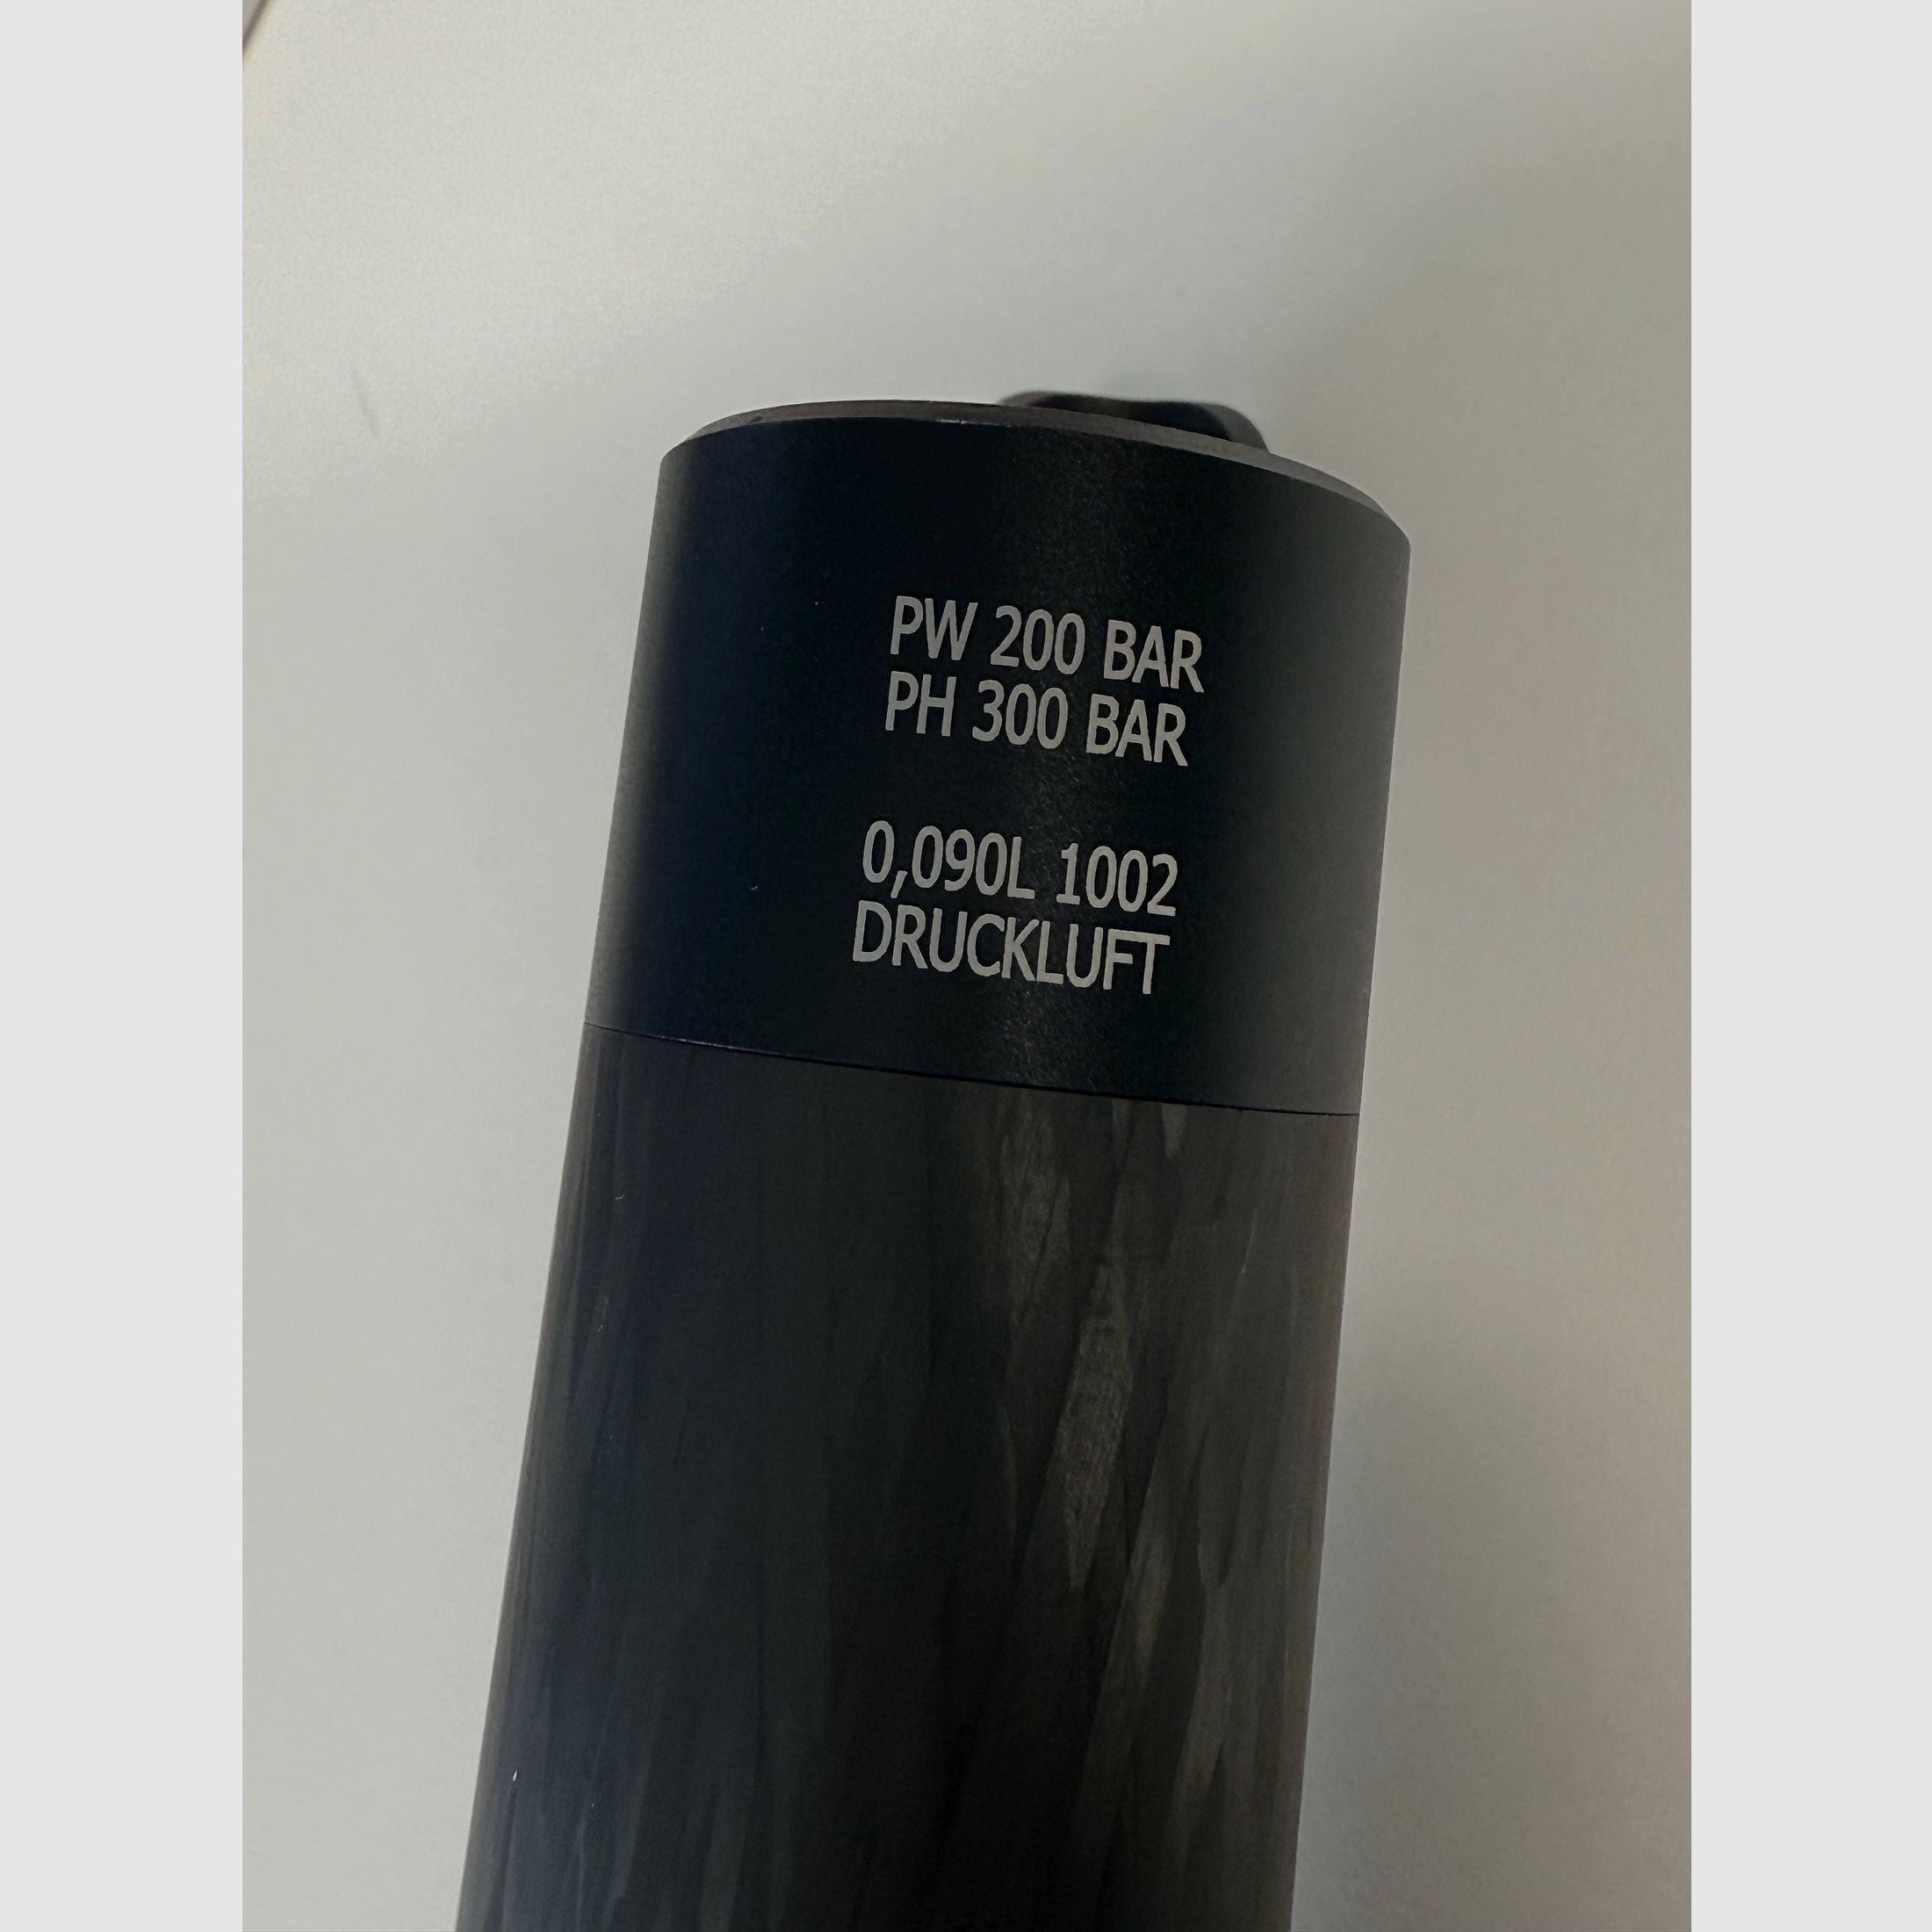 PW 200 BAR
PH 300 BAR
0,090L 1002
DRUCKLUFT